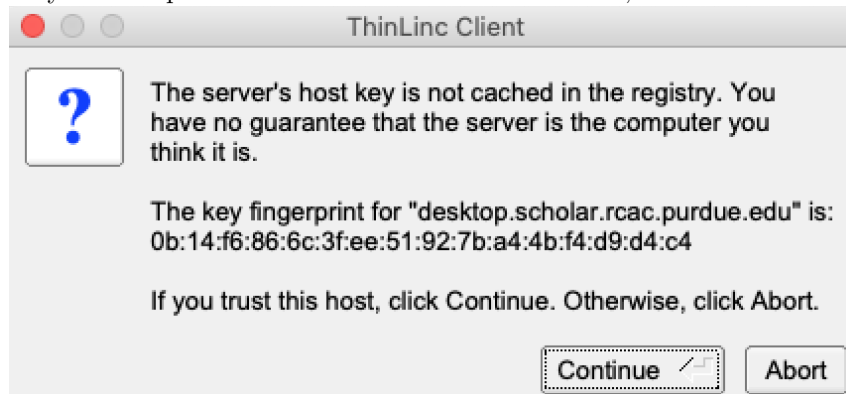 ThinLinc Client
?
The server's host key is not cached in the registry. You
have no guarantee that the server is the computer you
think it is.
The key fingerprint for "desktop.scholar.rcac.purdue.edu" is:
0b:14:f6:86:6c:3f:ee:51:92:7b:a4:4b:f4:d9:d4:c4
If you trust this host, click Continue. Otherwise, click Abort.
Continue
Abort